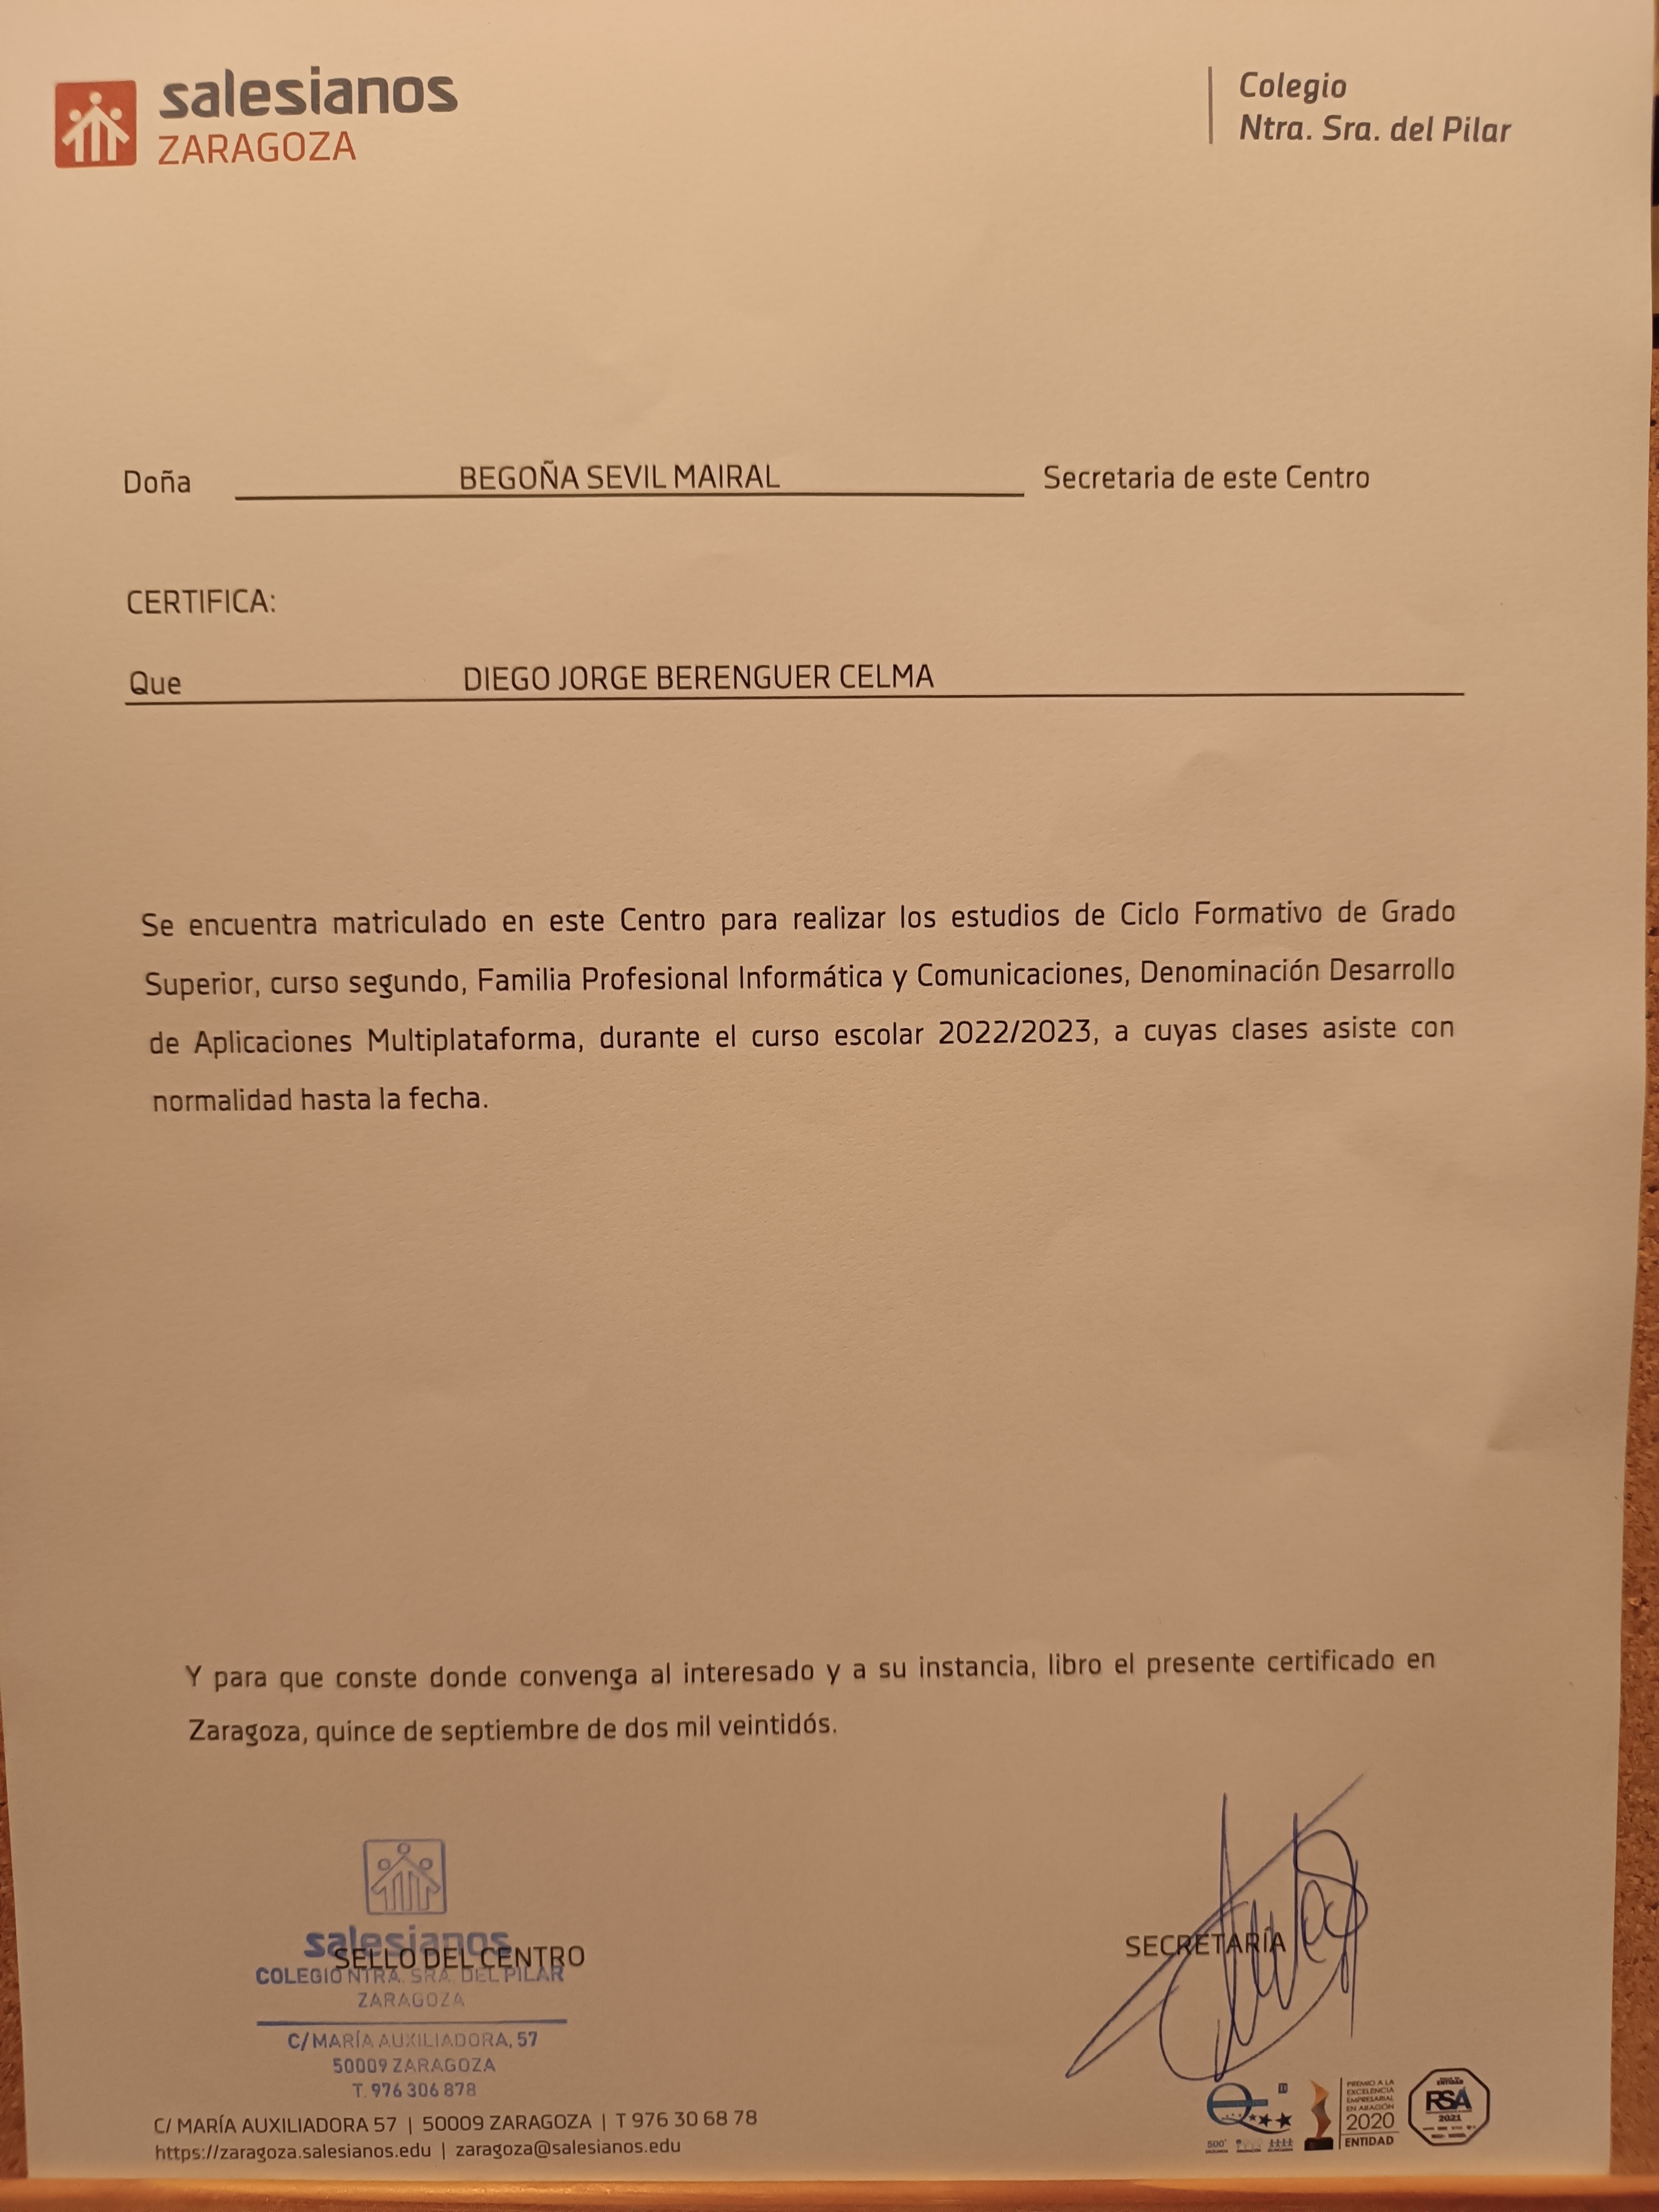 salesianos
ZARAGOZA
Colegio
Ntra. Sra. del Pilar
Doña BEGOÑA SEVIL MAIRAL Secretaria de este Centro
CERTIFICA:
Que DIEGO JORGE BERENGUER CELMA
Se encuentra matriculado en este Centro para realizar los estudios de Ciclo Formativo de Grado
Superior, curso segundo, Familia Profesional Informática y Comunicaciones, Denominación Desarrollo
de Aplicaciones Multiplataforma, durante el curso escolar 2022/2023, a cuyas clases asiste con
normalidad hasta la fecha.
Y para que conste donde convenga al interesado y a su instancia, libro el presente certificado en
Zaragoza, quince de septiembre de dos mil veintidós.
salesianos
SELLO DEL CENTRO
COLEGIO NTRA. SRA. DEL PILAR
ZARAGOZA
C/MARÍA AUXILIADORA, 57
50009 ZARAGOZA
T. 976 306 878
SECRETARÍA
C/ MARÍA AUXILIADORA 57 | 50009 ZARAGOZA | T 976 30 68 78
https://zaragoza.salesianos.edu | zaragoza@salesianos.edu
500+
PREMIO A LA
EXCELENCIA
EMPRESARIAL
EN ARAGÓN
2020
ENTIDAD
RSA
2021